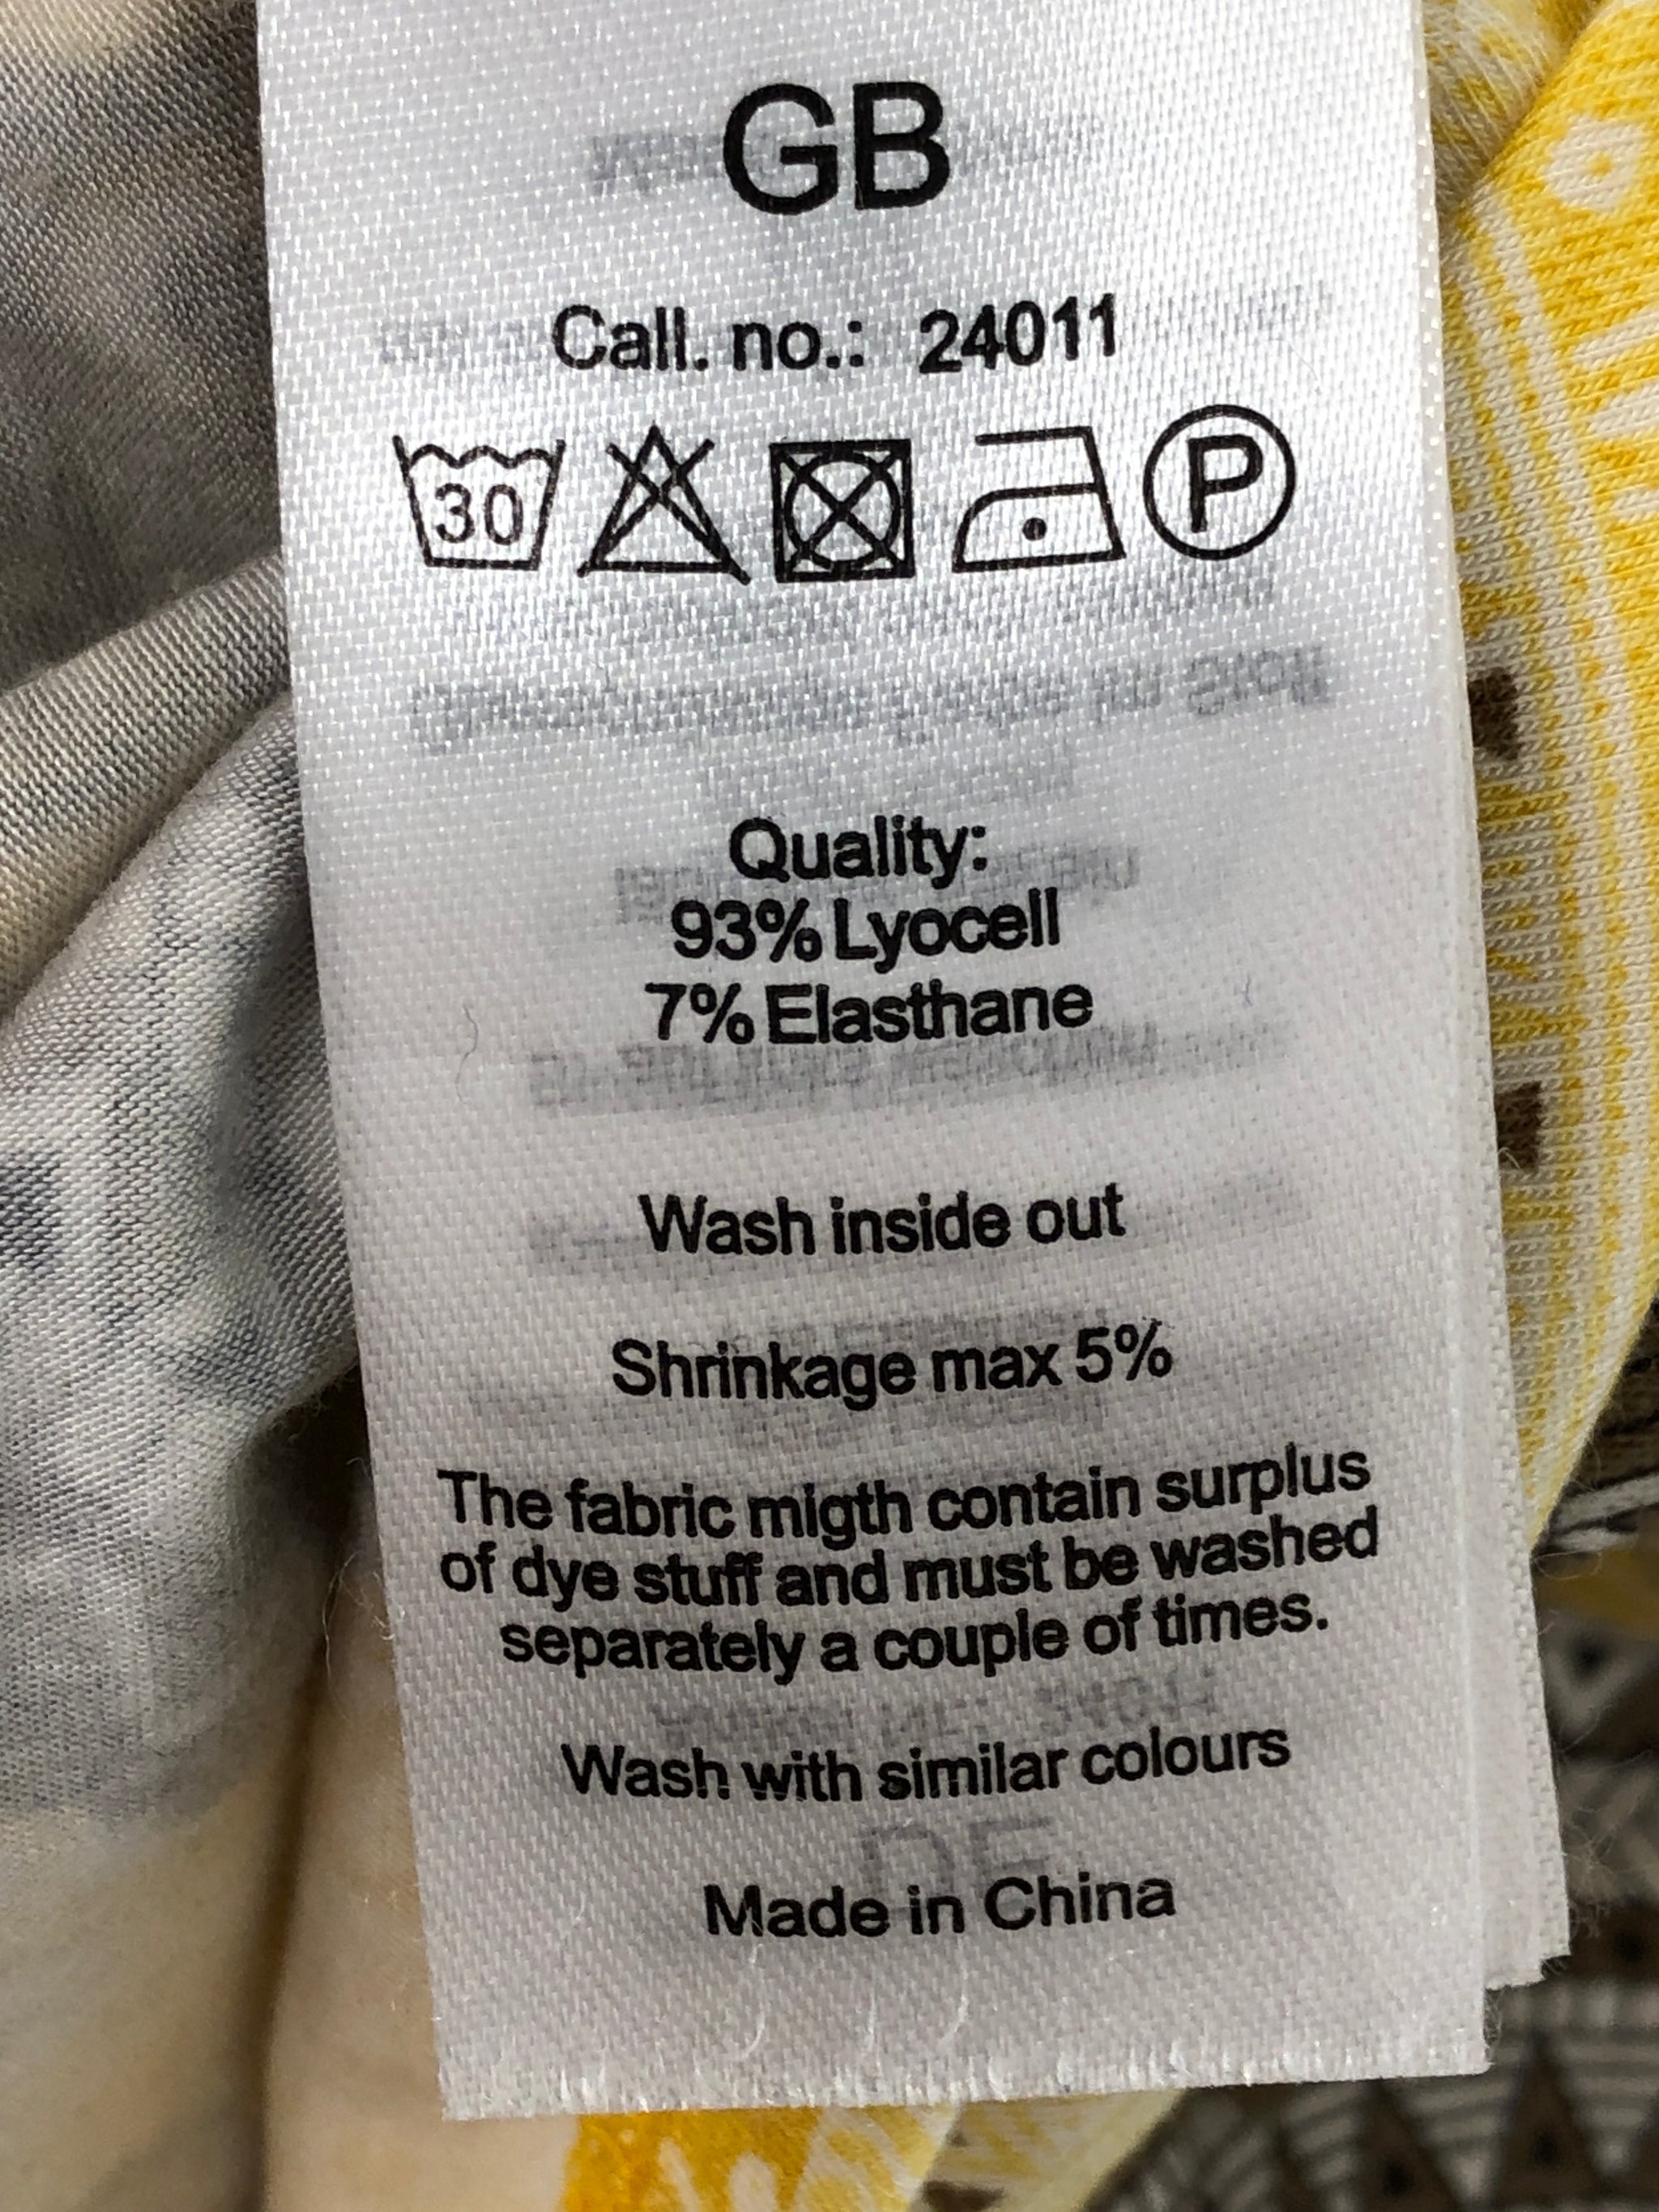 GB
Call. no.: 24011
30
P
Quality:
93% Lyocell
7% Elasthane
Wash inside out
Shrinkage max 5%
The fabric migth contain surplus
of dye stuff and must be washed
separately a couple of times.
Wash with similar colours
Made in China